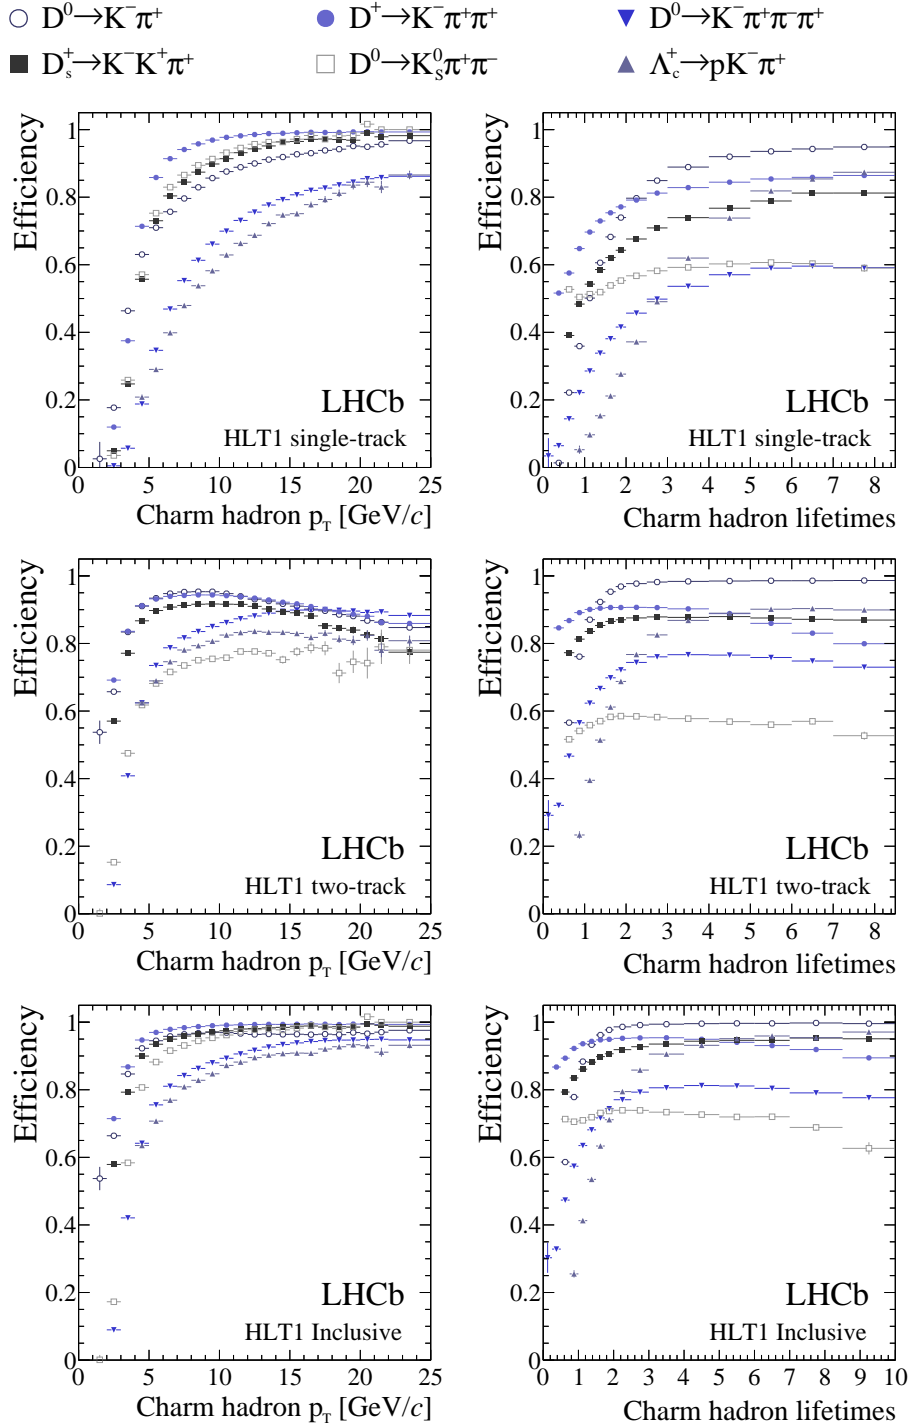 D⁰→K⁻π⁺ D⁺→K⁻π⁺π⁺ D⁰→K⁻π⁺π⁻π⁺
D⁺ₛ→K⁻K⁺π⁺ D⁰→K⁰ₛπ⁺π⁻ Λ⁺c→pK⁻π⁺
Efficiency
1
0.8
0.6
0.4
0.2
0
LHCb
HLT1 single-track
5 10 15 20 25
Charm hadron pT [GeV/c]
Efficiency
1
0.8
0.6
0.4
0.2
0
LHCb
HLT1 single-track
0 1 2 3 4 5 6 7 8
Charm hadron lifetimes
Efficiency
1
0.8
0.6
0.4
0.2
0
LHCb
HLT1 two-track
5 10 15 20 25
Charm hadron pT [GeV/c]
Efficiency
1
0.8
0.6
0.4
0.2
0
LHCb
HLT1 two-track
0 1 2 3 4 5 6 7 8
Charm hadron lifetimes
Efficiency
1
0.8
0.6
0.4
0.2
0
LHCb
HLT1 Inclusive
0 5 10 15 20 25
Charm hadron pT [GeV/c]
Efficiency
1
0.8
0.6
0.4
0.2
0
LHCb
HLT1 Inclusive
0 1 2 3 4 5 6 7 8 9 10
Charm hadron lifetimes